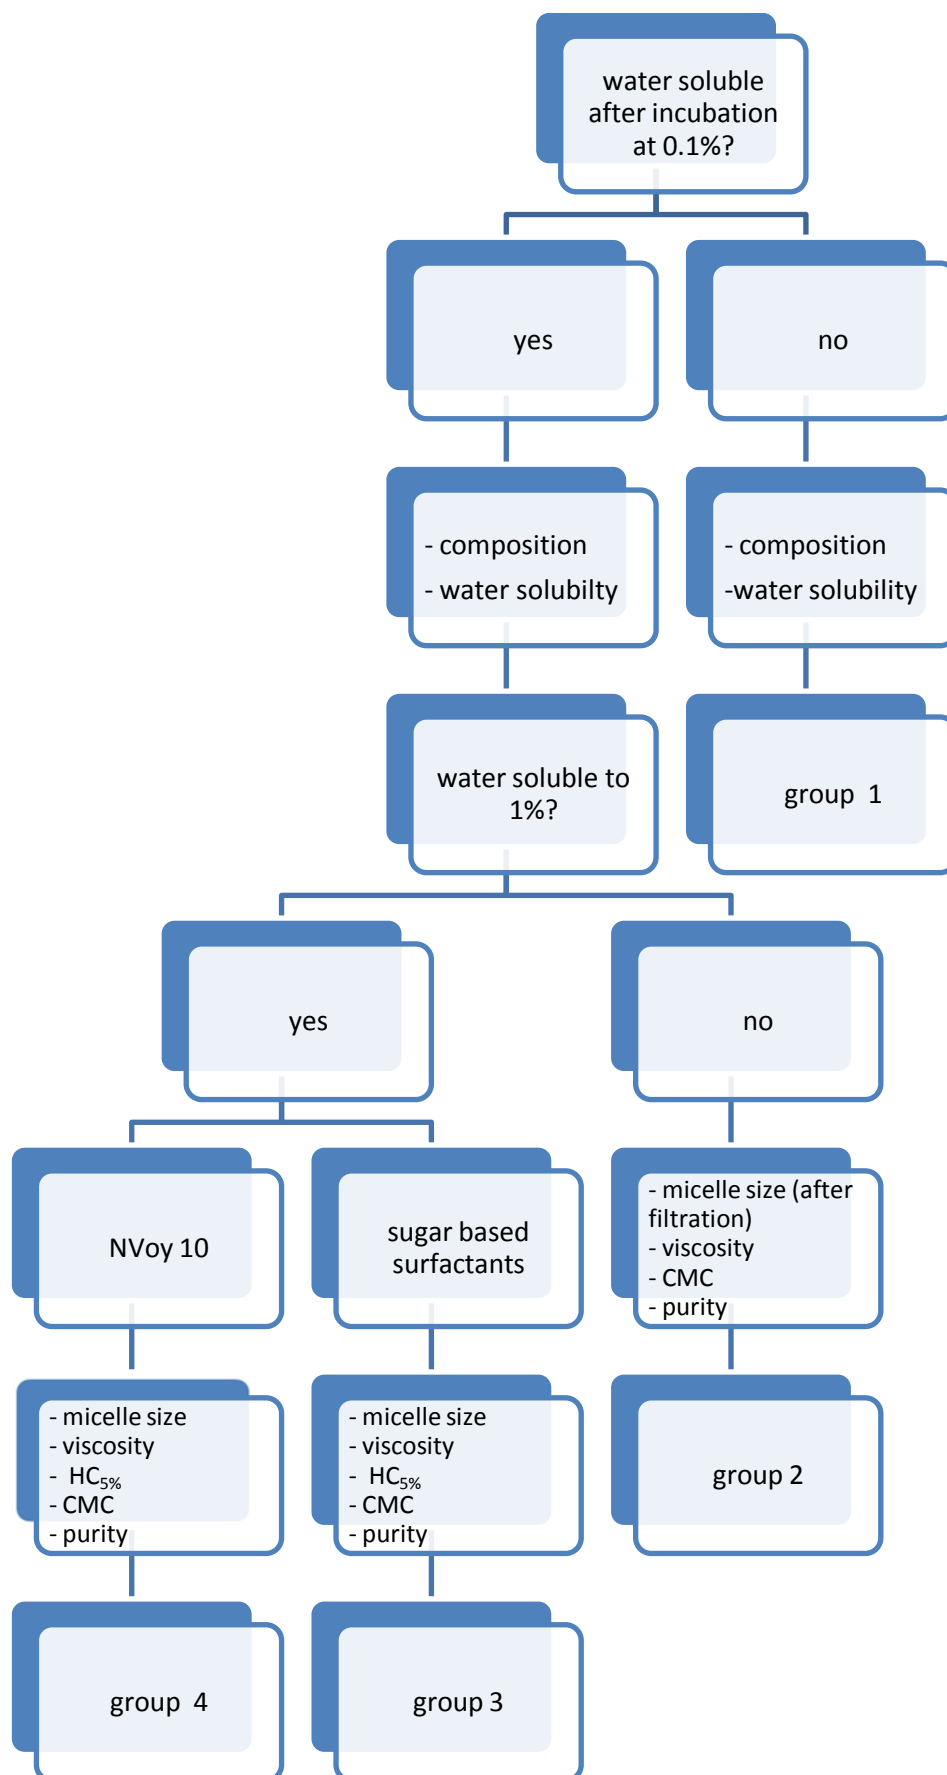 water soluble
after incubation
at 0.1%?
yes
no
- composition
- water solubilty
- composition
-water solubility
water soluble to
1%?
group 1
yes
no
NVoy 10
sugar based
surfactants
- micelle size (after
filtration)
- viscosity
- CMC
- purity
- micelle size
- viscosity
- HC5%
- CMC
- purity
- micelle size
- viscosity
- HC5%
- CMC
- purity
group 2
group 4
group 3